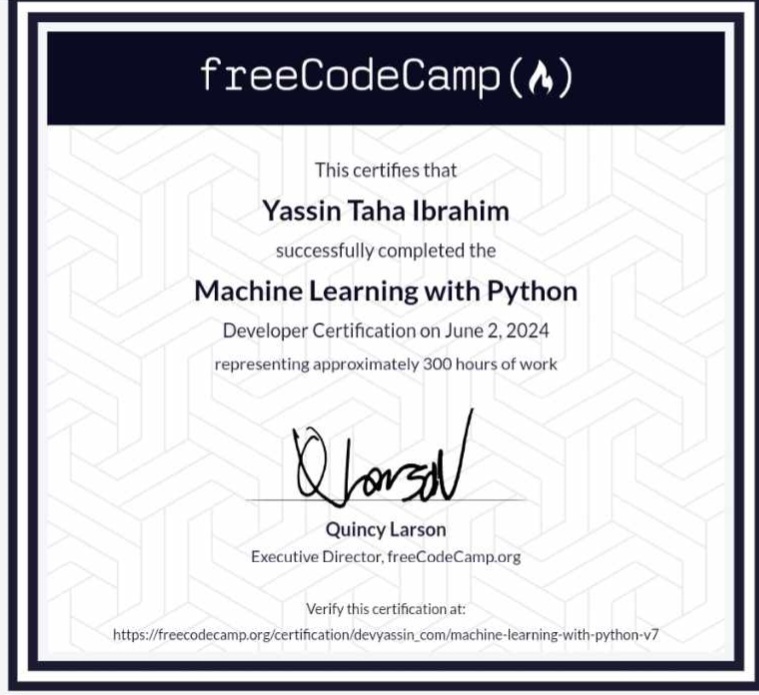 freeCodeCamp
This certifies that
Yassin Taha Ibrahim
successfully completed the
Machine Learning with Python
Developer Certification on June 2, 2024
representing approximately 300 hours of work
QLarson
Quincy Larson
Executive Director, freeCodeCamp.org
Verify this certification at:
https://freecodecamp.org/certification/devyassin_com/machine-learning-with-python-v7